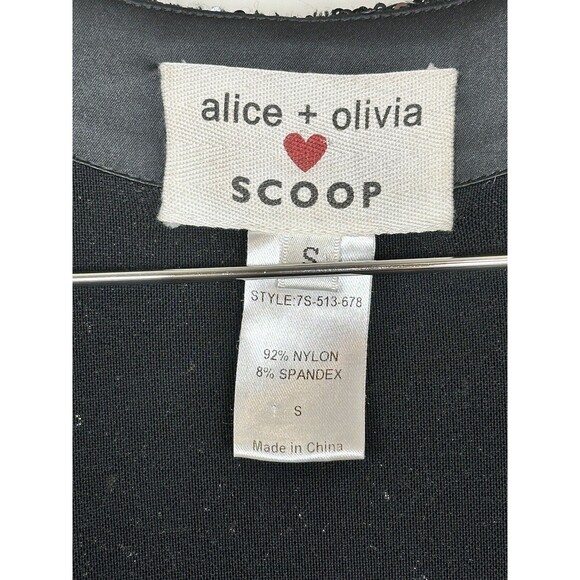 alice + olivia
SCOOP
S
STYLE:7S-513-678
92% NYLON
8% SPANDEX
S
Made in China